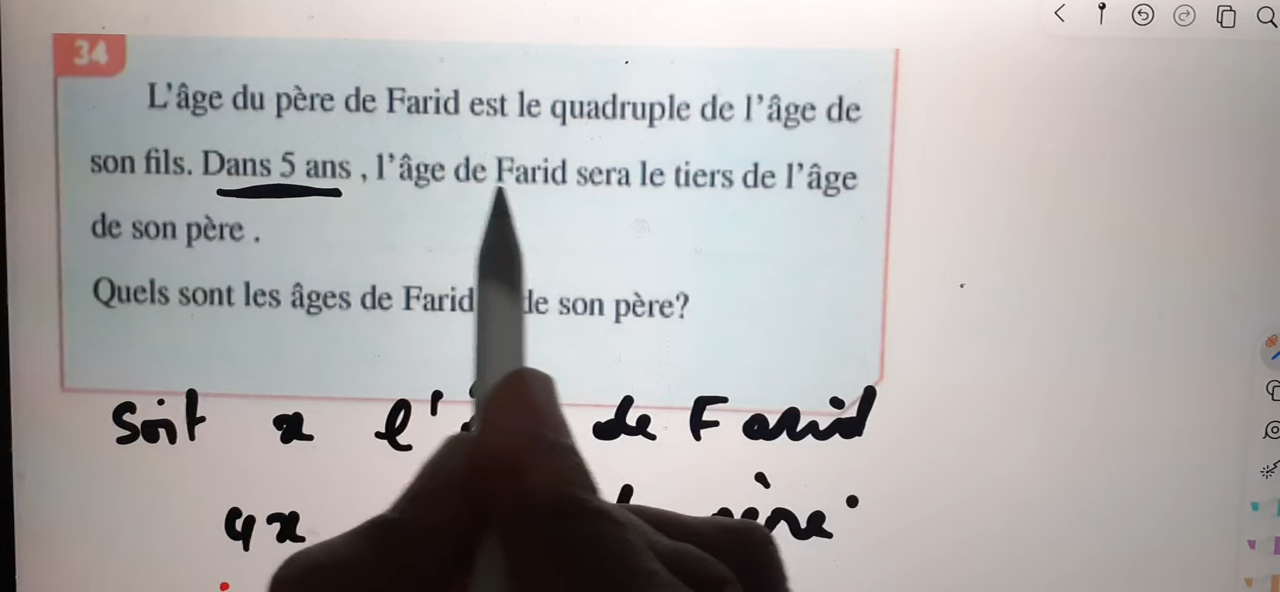 34
L'âge du père de Farid est le quadruple de l'âge de
son fils. Dans 5 ans , l'âge de Farid sera le tiers de l'âge
de son père .
Quels sont les âges de Farid de son père?
Soit x l' de Farid
4x père